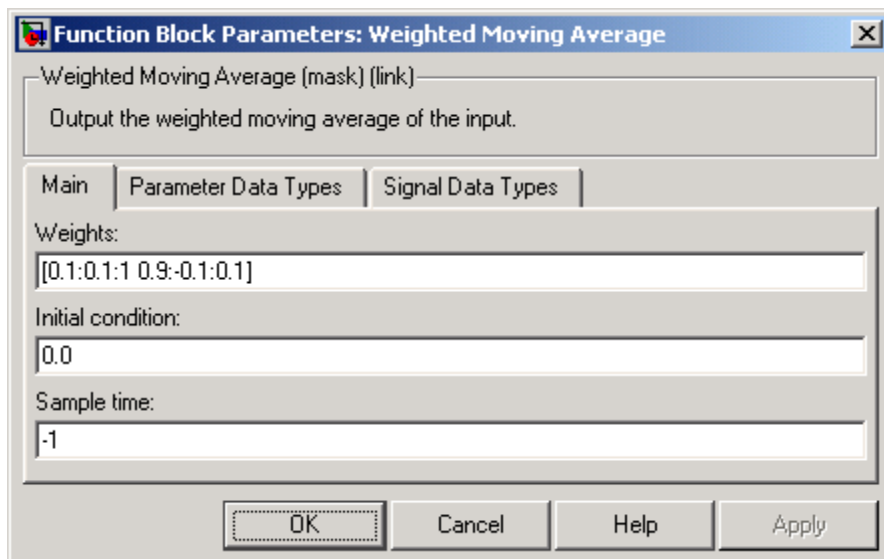 Function Block Parameters: Weighted Moving Average
Weighted Moving Average (mask) (link)
Output the weighted moving average of the input.
Main Parameter Data Types Signal Data Types
Weights:
[0.1:0.1:1 0.9:-0.1:0.1]
Initial condition:
0.0
Sample time:
-1
OK Cancel Help Apply